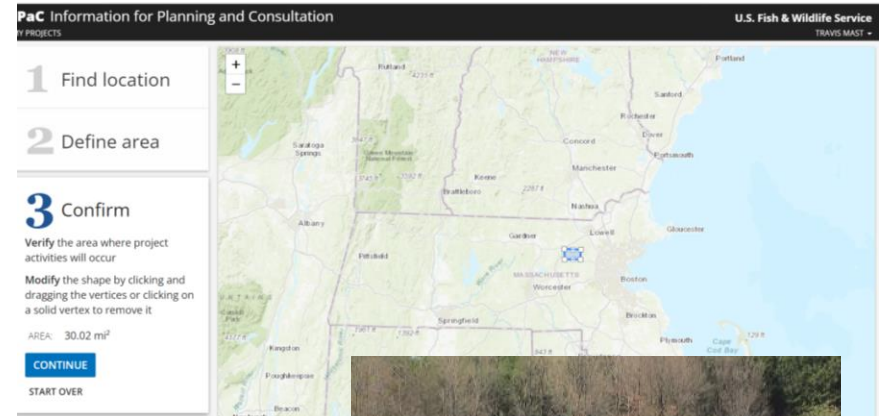 PaC Information for Planning and Consultation
U.S. Fish & Wildlife Service
Y PROJECTS
TRAVIS MAST
1 Find location
2 Define area
3 Confirm
Verify the area where project
activities will occur
Modify the shape by clicking and
dragging the vertices or clicking on
a solid vertex to remove it
AREA: 30.02 mi²
CONTINUE
START OVER
+
−
Rutland
NEW
HAMPSHIRE
Portland
Sanford
Rochester
Dover
Saratoga
Springs
Concord
Portsmouth
Manchester
Keene
Brattleboro
Nashua
Albany
Gardner
Lowell
Gloucester
Pittsfield
MASSACHUSETTS
Worcester
Boston
Springfield
Brockton
Plymouth
Cape
Cod Bay
Kingston
Poughkeepsie
Beacon